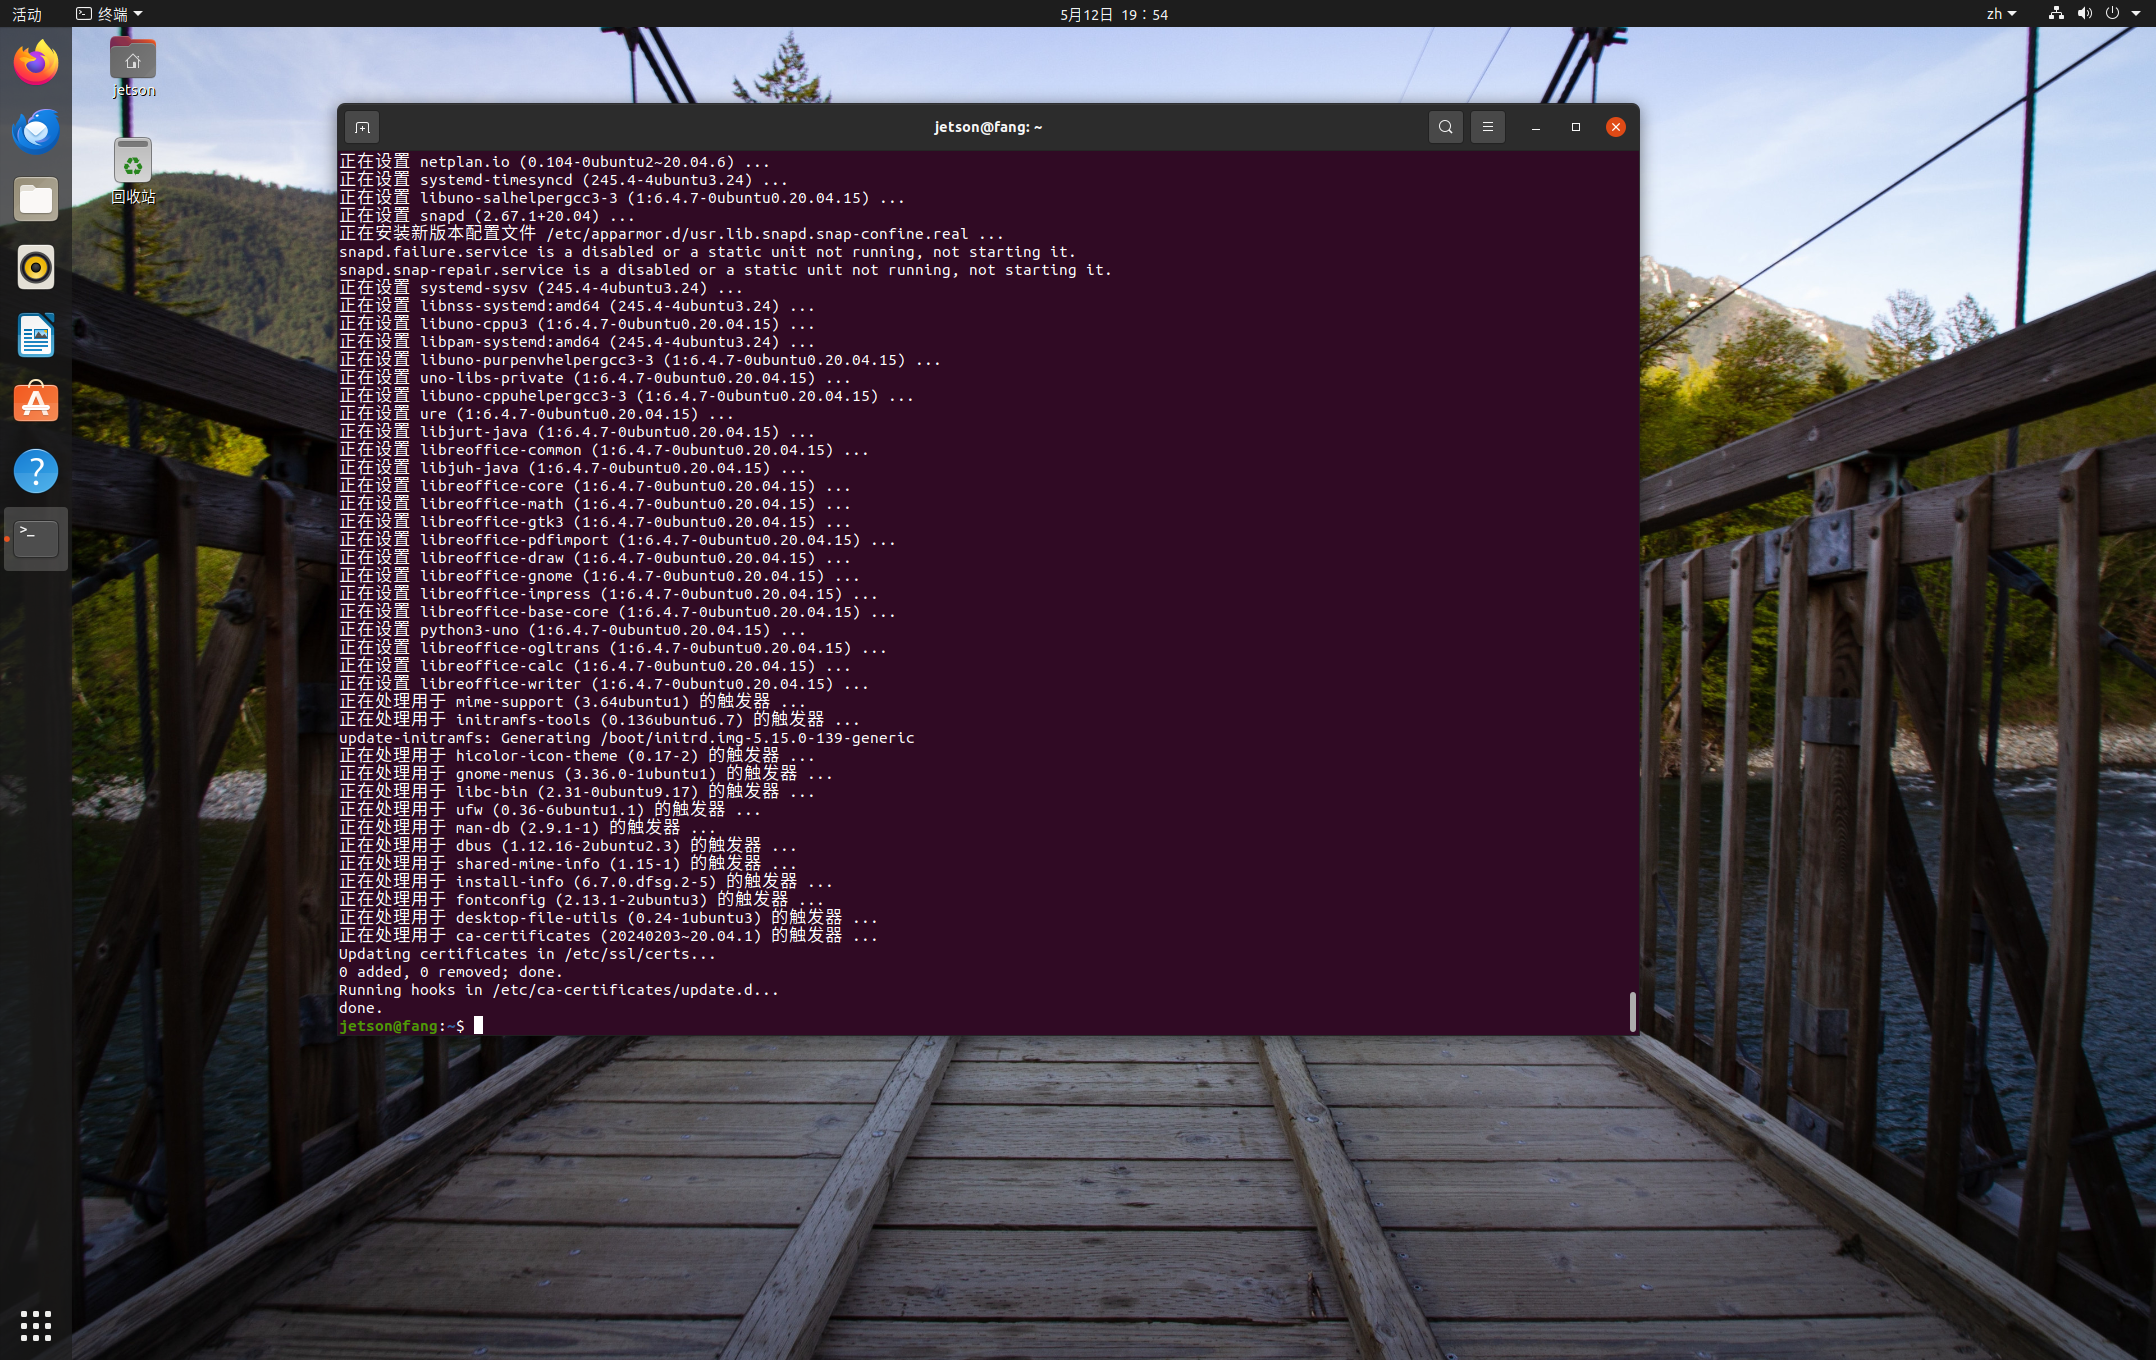 活动
终端
5月12日 19：54
zh
jetson
回收站
jetson@fang: ~
正在设置 netplan.io (0.104-0ubuntu2~20.04.6) ...
正在设置 systemd-timesyncd (245.4-4ubuntu3.24) ...
正在设置 libuno-salhelpergcc3-3 (1:6.4.7-0ubuntu0.20.04.15) ...
正在设置 snapd (2.67.1+20.04) ...
正在安装新版本配置文件 /etc/apparmor.d/usr.lib.snapd.snap-confine.real ...
snapd.failure.service is a disabled or a static unit not running, not starting it.
snapd.snap-repair.service is a disabled or a static unit not running, not starting it.
正在设置 systemd-sysv (245.4-4ubuntu3.24) ...
正在设置 libnss-systemd:amd64 (245.4-4ubuntu3.24) ...
正在设置 libuno-cppu3 (1:6.4.7-0ubuntu0.20.04.15) ...
正在设置 libpam-systemd:amd64 (245.4-4ubuntu3.24) ...
正在设置 libuno-purpenvhelpergcc3-3 (1:6.4.7-0ubuntu0.20.04.15) ...
正在设置 uno-libs-private (1:6.4.7-0ubuntu0.20.04.15) ...
正在设置 libuno-cppuhelpergcc3-3 (1:6.4.7-0ubuntu0.20.04.15) ...
正在设置 ure (1:6.4.7-0ubuntu0.20.04.15) ...
正在设置 libjurt-java (1:6.4.7-0ubuntu0.20.04.15) ...
正在设置 libreoffice-common (1:6.4.7-0ubuntu0.20.04.15) ...
正在设置 libjuh-java (1:6.4.7-0ubuntu0.20.04.15) ...
正在设置 libreoffice-core (1:6.4.7-0ubuntu0.20.04.15) ...
正在设置 libreoffice-math (1:6.4.7-0ubuntu0.20.04.15) ...
正在设置 libreoffice-gtk3 (1:6.4.7-0ubuntu0.20.04.15) ...
正在设置 libreoffice-pdfimport (1:6.4.7-0ubuntu0.20.04.15) ...
正在设置 libreoffice-draw (1:6.4.7-0ubuntu0.20.04.15) ...
正在设置 libreoffice-gnome (1:6.4.7-0ubuntu0.20.04.15) ...
正在设置 libreoffice-impress (1:6.4.7-0ubuntu0.20.04.15) ...
正在设置 libreoffice-base-core (1:6.4.7-0ubuntu0.20.04.15) ...
正在设置 python3-uno (1:6.4.7-0ubuntu0.20.04.15) ...
正在设置 libreoffice-ogltrans (1:6.4.7-0ubuntu0.20.04.15) ...
正在设置 libreoffice-calc (1:6.4.7-0ubuntu0.20.04.15) ...
正在设置 libreoffice-writer (1:6.4.7-0ubuntu0.20.04.15) ...
正在处理用于 mime-support (3.64ubuntu1) 的触发器 ...
正在处理用于 initramfs-tools (0.136ubuntu6.7) 的触发器 ...
update-initramfs: Generating /boot/initrd.img-5.15.0-139-generic
正在处理用于 hicolor-icon-theme (0.17-2) 的触发器 ...
正在处理用于 gnome-menus (3.36.0-1ubuntu1) 的触发器 ...
正在处理用于 libc-bin (2.31-0ubuntu9.17) 的触发器 ...
正在处理用于 ufw (0.36-6ubuntu1.1) 的触发器 ...
正在处理用于 man-db (2.9.1-1) 的触发器 ...
正在处理用于 dbus (1.12.16-2ubuntu2.3) 的触发器 ...
正在处理用于 shared-mime-info (1.15-1) 的触发器 ...
正在处理用于 install-info (6.7.0.dfsg.2-5) 的触发器 ...
正在处理用于 fontconfig (2.13.1-2ubuntu3) 的触发器 ...
正在处理用于 desktop-file-utils (0.24-1ubuntu3) 的触发器 ...
正在处理用于 ca-certificates (20240203~20.04.1) 的触发器 ...
Updating certificates in /etc/ssl/certs...
0 added, 0 removed; done.
Running hooks in /etc/ca-certificates/update.d...
done.
jetson@fang:~$